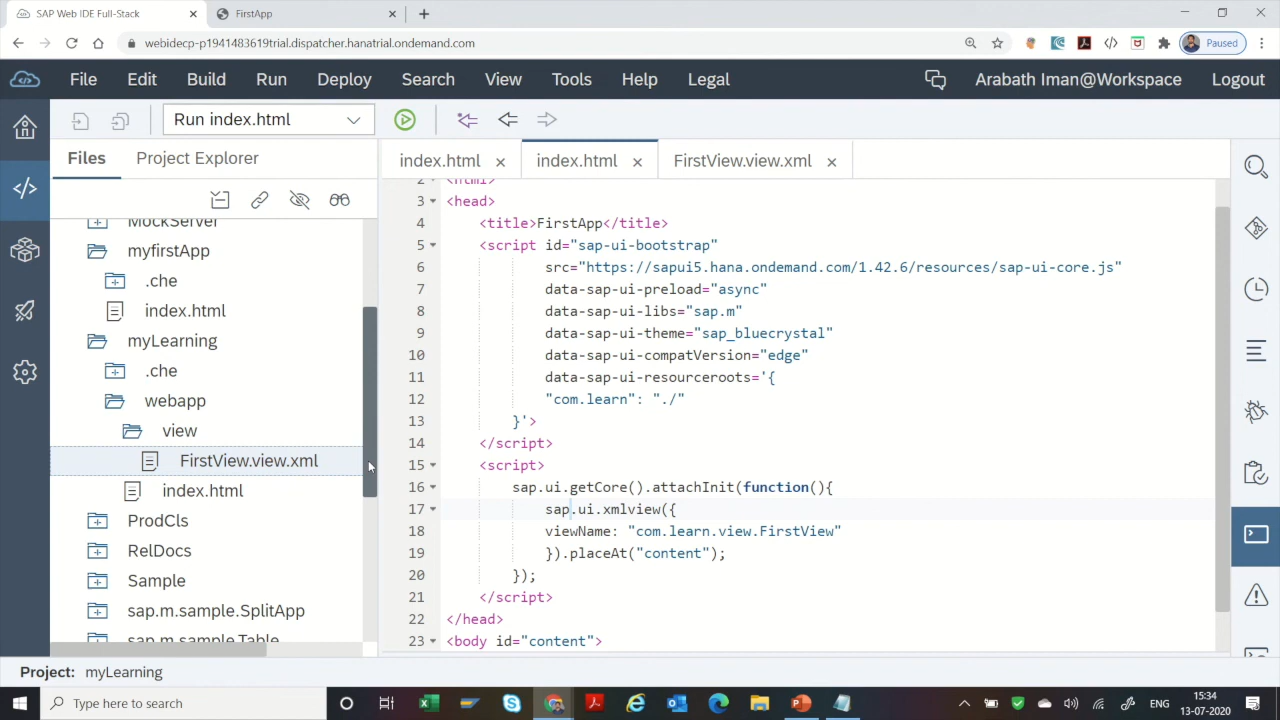 SAP Web IDE Full-Stack
FirstApp
webidecp-p1941483619trial.dispatcher.hanatrial.ondemand.com
Paused
File Edit Build Run Deploy Search View Tools Help Legal
Arabath Iman@Workspace Logout
Run index.html
Files Project Explorer
index.html index.html FirstView.view.xml
MockServer
myfirstApp
.che
index.html
myLearning
.che
webapp
view
FirstView.view.xml
index.html
ProdCls
RelDocs
Sample
sap.m.sample.SplitApp
sap.m.sample.Table
2 <html>
3 <head>
4 <title>FirstApp</title>
5 <script id="sap-ui-bootstrap"
6 src="https://sapui5.hana.ondemand.com/1.42.6/resources/sap-ui-core.js"
7 data-sap-ui-preload="async"
8 data-sap-ui-libs="sap.m"
9 data-sap-ui-theme="sap_bluecrystal"
10 data-sap-ui-compatVersion="edge"
11 data-sap-ui-resourceroots='{
12 "com.learn": "./"
13 }'>
14 </script>
15 <script>
16 sap.ui.getCore().attachInit(function(){
17 sap.ui.xmlview({
18 viewName: "com.learn.view.FirstView"
19 }).placeAt("content");
20 });
21 </script>
22 </head>
23 <body id="content">
Project: myLearning
Type here to search
ENG
15:34
13-07-2020